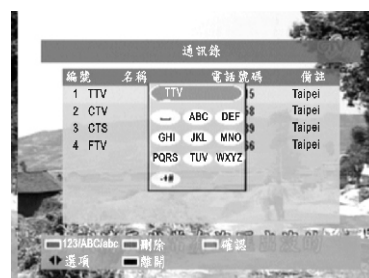 通訊錄
編號 名稱 電話號碼 備註
TTV
1 TTV 5 Taipei
2 CTV 8 Taipei
3 CTS 9 Taipei
4 FTV 6 Taipei
ABC DEF
GHI JKL MNO
PQRS TUV WXYZ
-*#
123/ABC/abc 刪除 確認
選項 離開